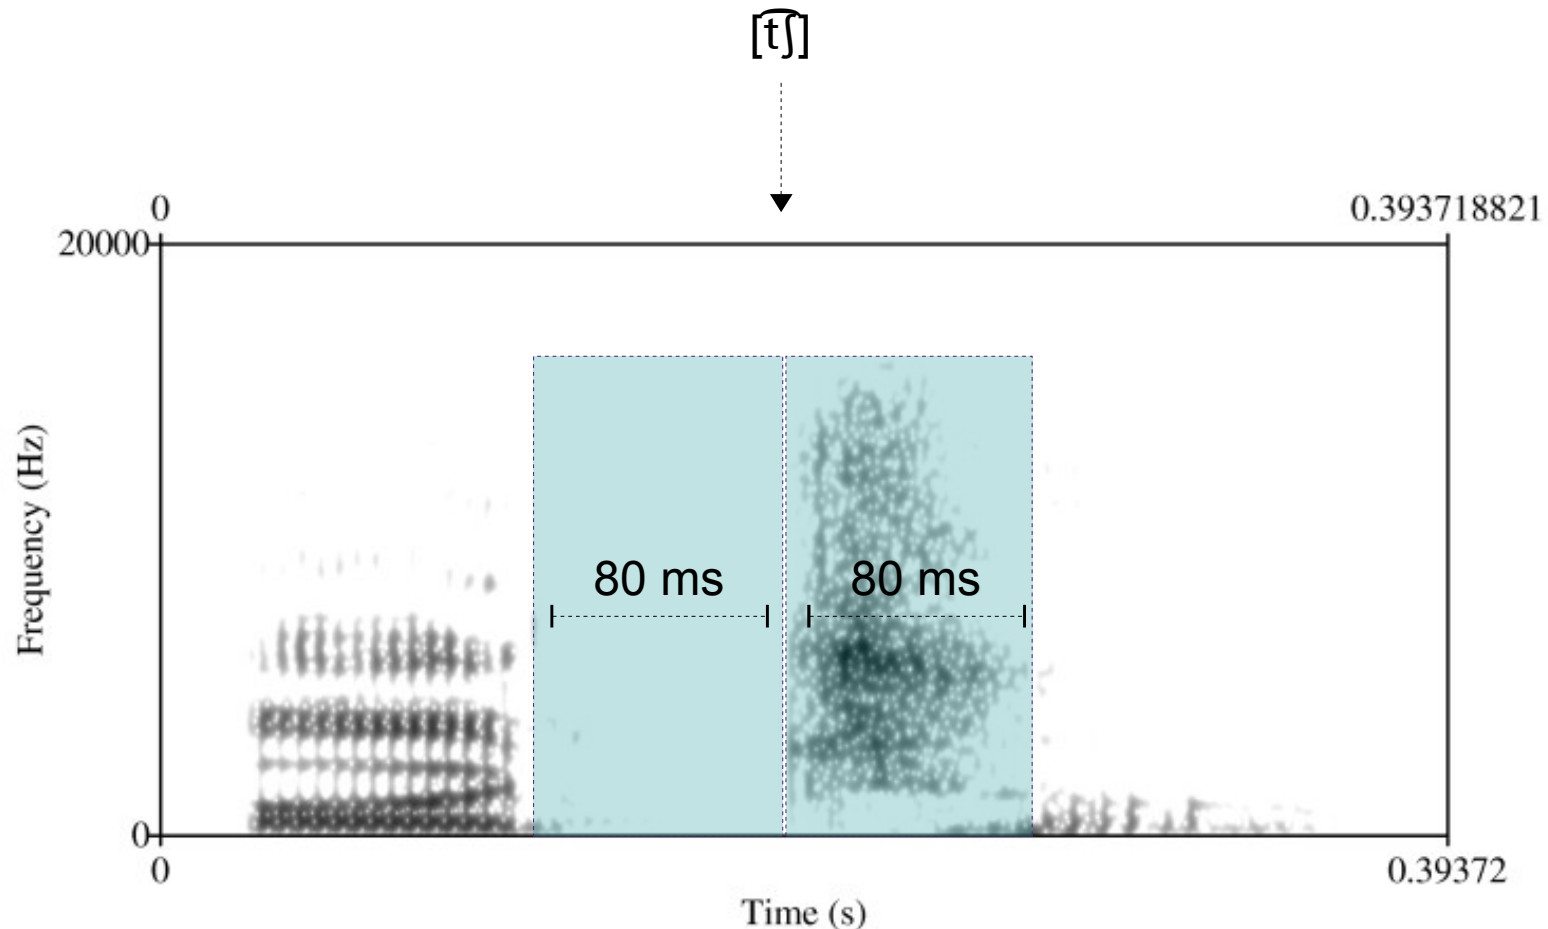 [t͡ʃ]
0 0.393718821
20000
Frequency (Hz)
80 ms 80 ms
0
0 0.39372
Time (s)